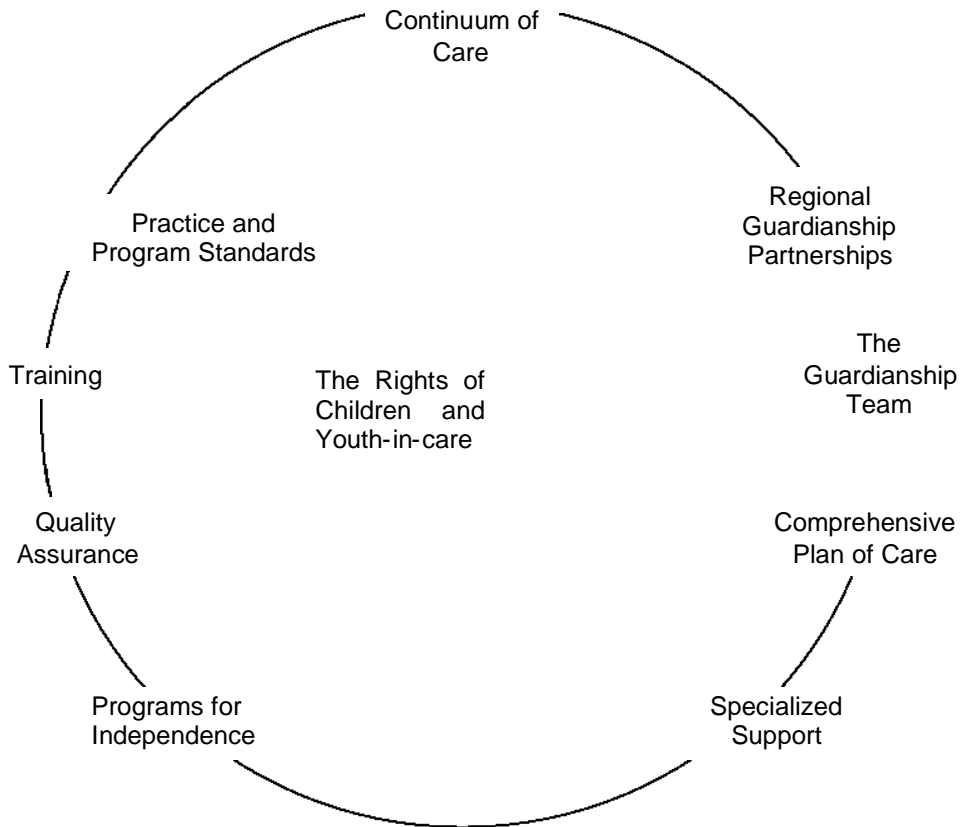 Continuum of
Care
Regional
Guardianship
Partnerships
Practice and
Program Standards
The
Guardianship
Team
Training
The Rights of
Children and
Youth-in-care
Quality
Assurance
Comprehensive
Plan of Care
Programs for
Independence
Specialized
Support